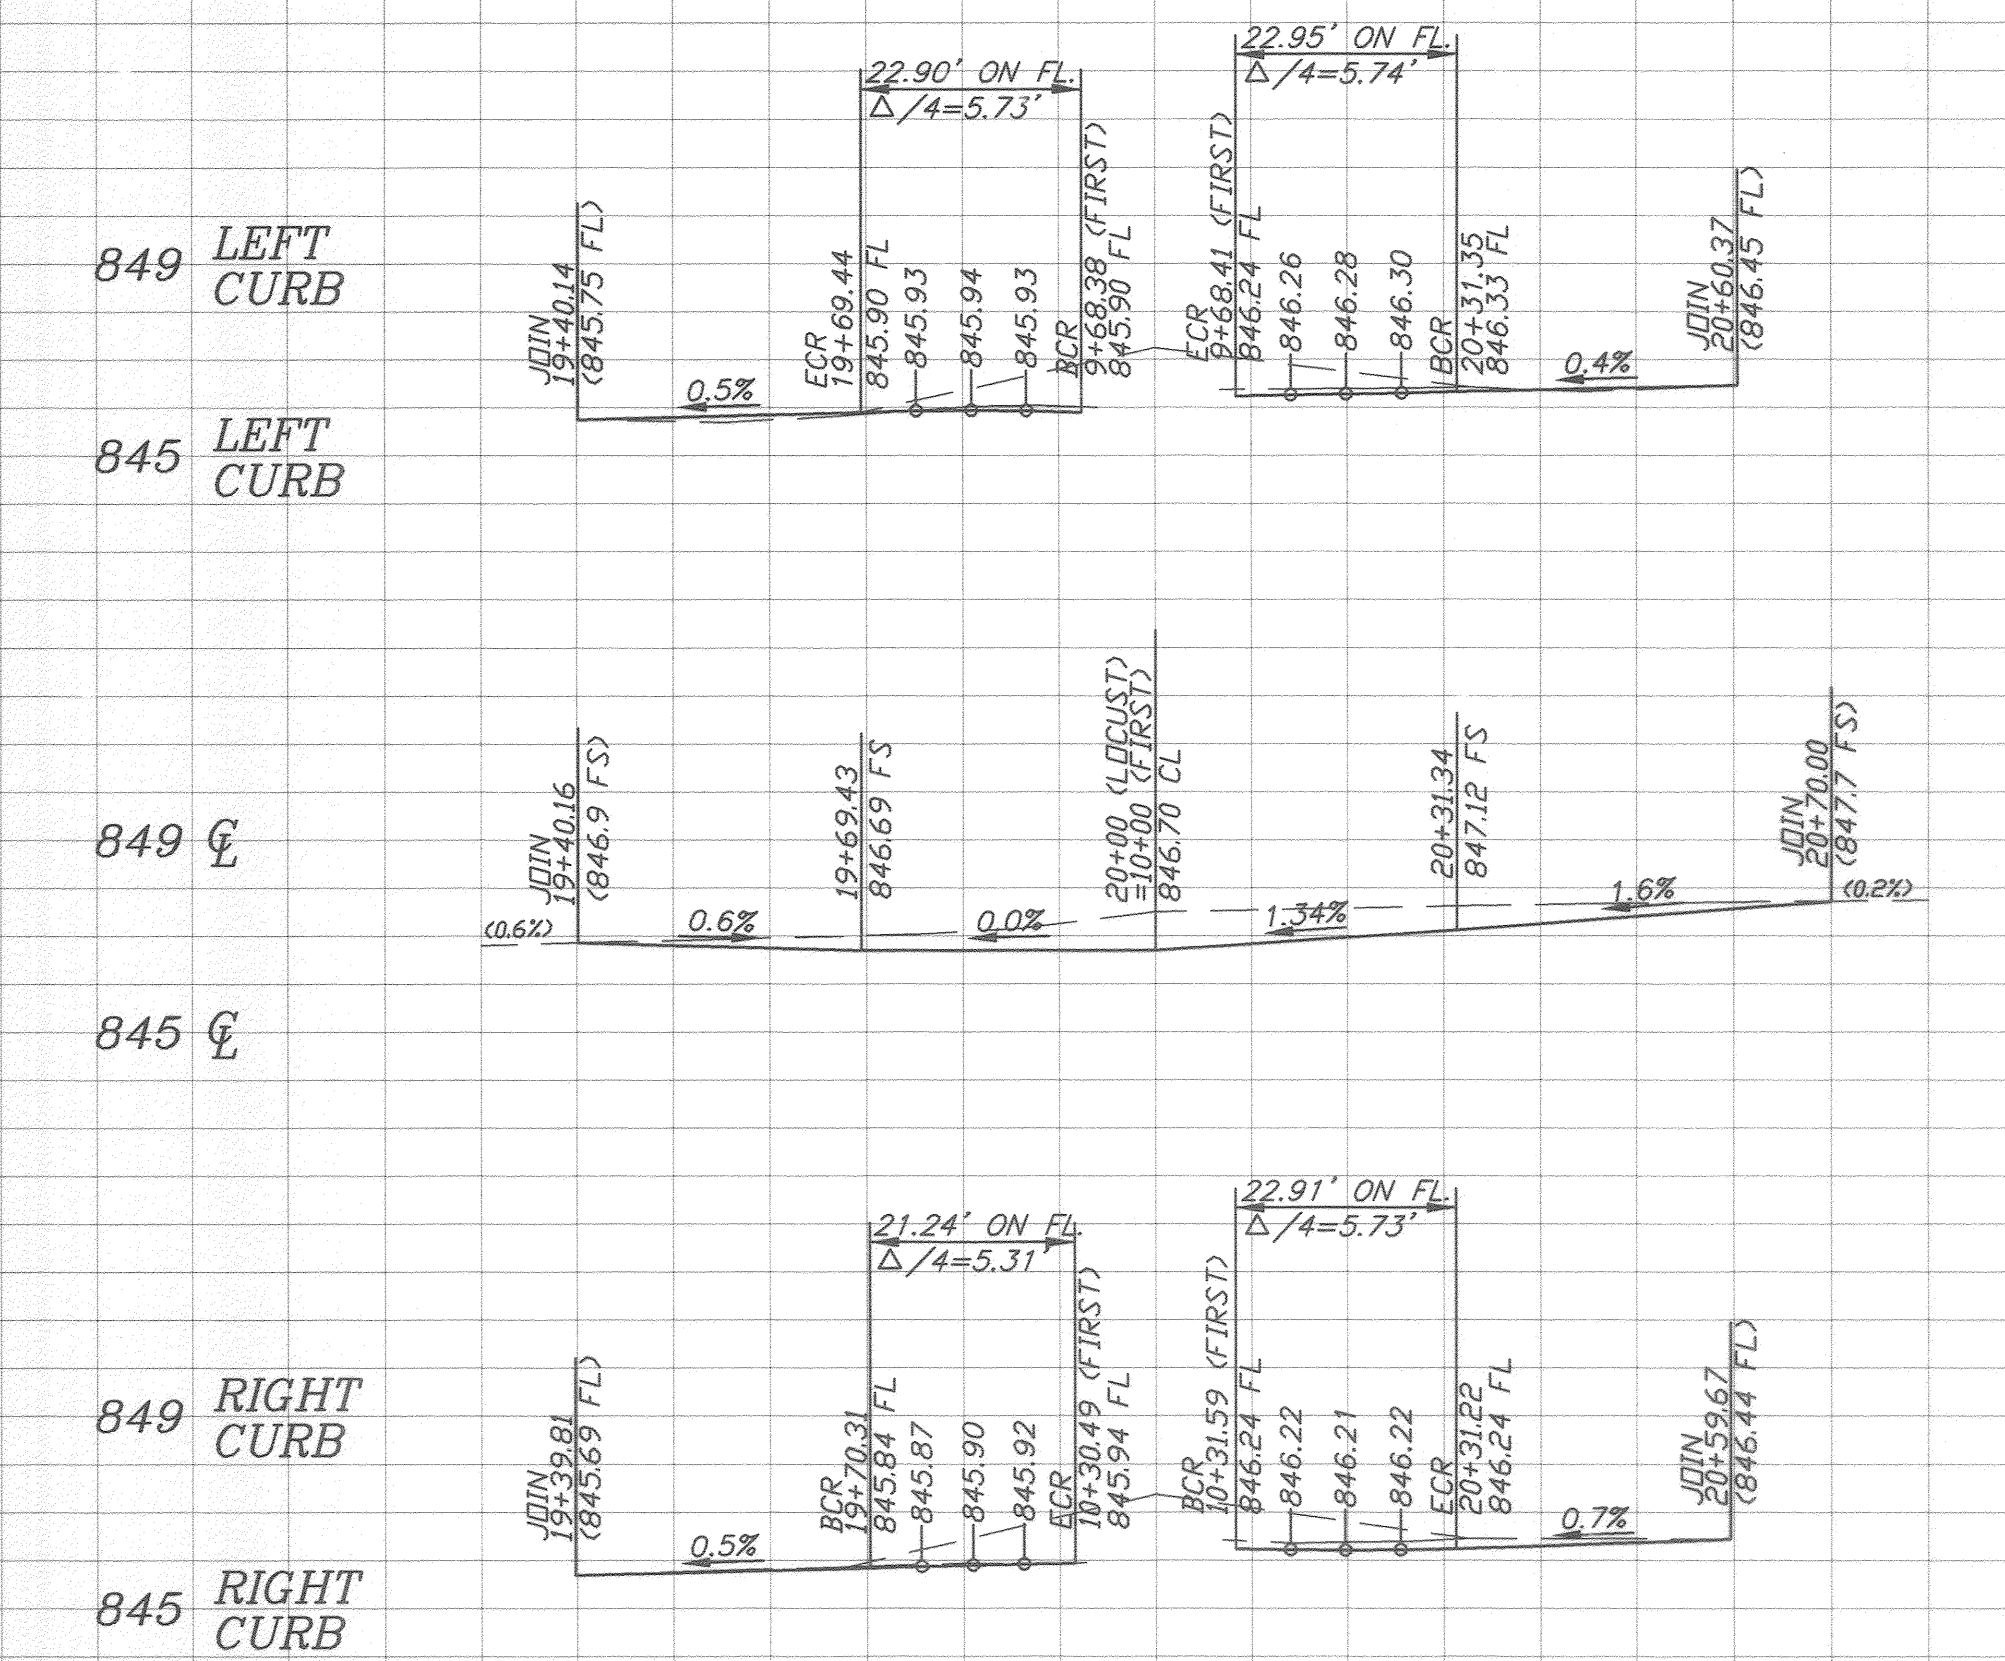 849 LEFT CURB
845 LEFT CURB
JOIN
19+40.14
(845.75 FL)
0.5%
22.90' ON FL.
Δ/4=5.73'
ECR
19+69.44
845.90 FL
845.93
845.94
845.93
BCR
9+68.38 (FIRST)
845.90 FL
22.95' ON FL.
Δ/4=5.74'
ECR
9+68.41 (FIRST)
846.24 FL
846.26
846.28
846.30
BCR
20+31.35
846.33 FL
0.4%
JOIN
20+60.37
(846.45 FL)
849 ℄
845 ℄
(0.6%)
JOIN
19+40.16
(846.9 FS)
0.6%
19+69.43
846.69 FS
0.0%
20+00 (LOCUST)
=10+00 (FIRST)
846.70 CL
1.34%
20+31.34
847.12 FS
1.6%
JOIN
20+70.00
(847.7 FS)
(0.2%)
849 RIGHT CURB
845 RIGHT CURB
JOIN
19+39.81
(845.69 FL)
0.5%
21.24' ON FL.
Δ/4=5.31'
BCR
19+70.31
845.84 FL
845.87
845.90
845.92
ECR
10+30.49 (FIRST)
845.94 FL
22.91' ON FL.
Δ/4=5.73'
BCR
10+31.59 (FIRST)
846.24 FL
846.22
846.21
846.22
ECR
20+31.22
846.24 FL
0.7%
JOIN
20+59.67
(846.44 FL)